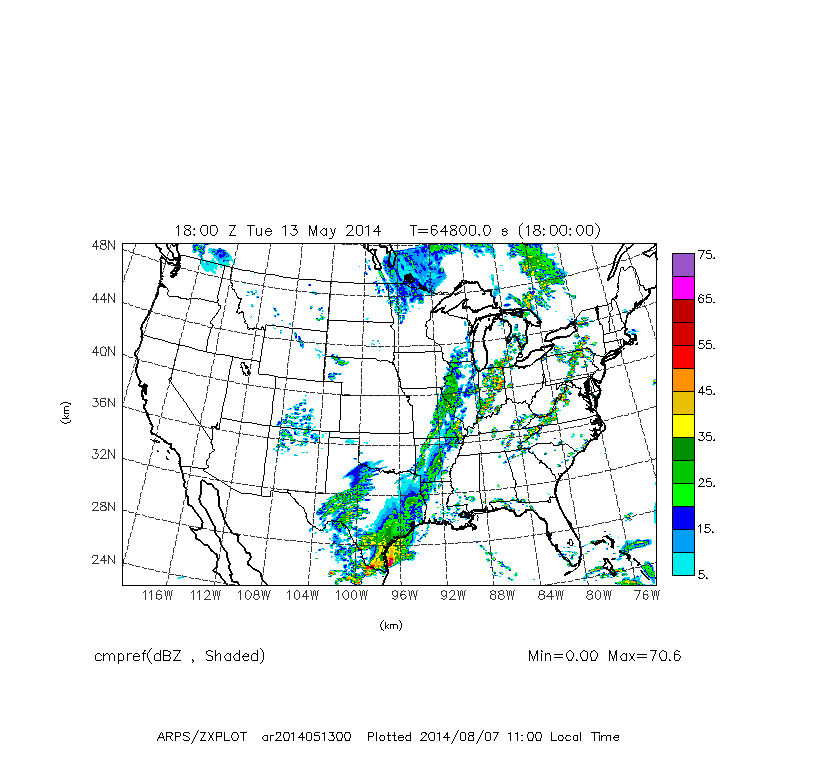 18:00 Z Tue 13 May 2014 T=64800.0 s (18:00:00)
48N
44N
40N
36N
32N
28N
24N
(km)
75.
65.
55.
45.
35.
25.
15.
5.
116W 112W 108W 104W 100W 96W 92W 88W 84W 80W 76W
(km)
cmpref(dBZ , Shaded) Min=0.00 Max=70.6
ARPS/ZXPLOT ar2014051300 Plotted 2014/08/07 11:00 Local Time